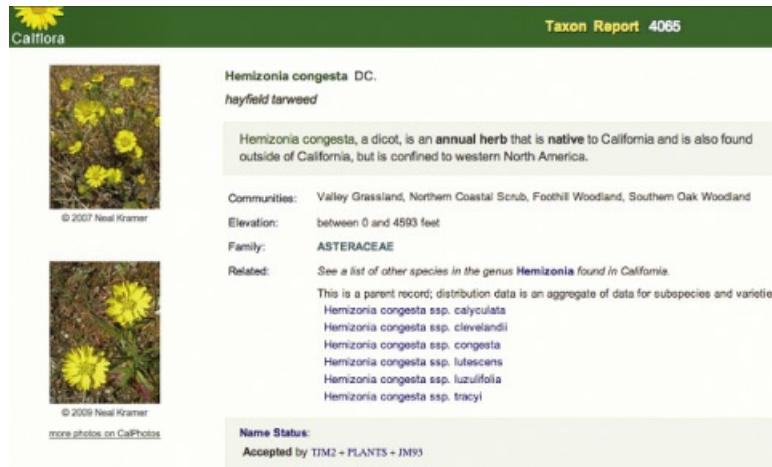 Calflora
Taxon Report 4065
Hemizonia congesta DC.
hayfield tarweed
Hemizonia congesta, a dicot, is an annual herb that is native to California and is also found
outside of California, but is confined to western North America.
Communities: Valley Grassland, Northern Coastal Scrub, Foothill Woodland, Southern Oak Woodland
Elevation: between 0 and 4593 feet
Family: ASTERACEAE
Related: See a list of other species in the genus Hemizonia found in California.
This is a parent record; distribution data is an aggregate of data for subspecies and varietie
Hemizonia congesta ssp. calyculata
Hemizonia congesta ssp. clevelandii
Hemizonia congesta ssp. congesta
Hemizonia congesta ssp. lutescens
Hemizonia congesta ssp. luzulifolia
Hemizonia congesta ssp. tracyi
Name Status:
Accepted by TJM2 + PLANTS + JM93
© 2007 Neal Kramer
© 2009 Neal Kramer
more photos on CalPhotos